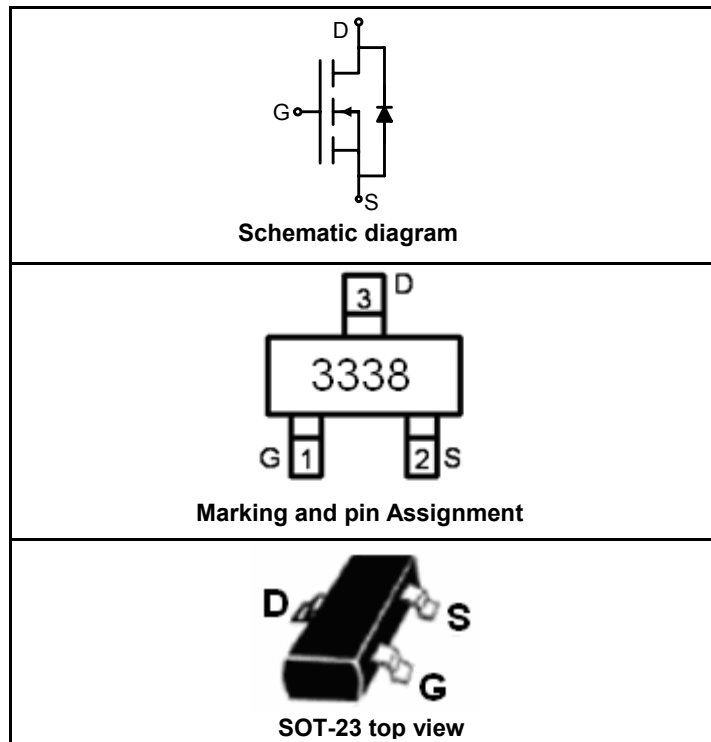 D
G
S
Schematic diagram
3 D
3338
G 1 2 S
Marking and pin Assignment
D
S
G
SOT-23 top view